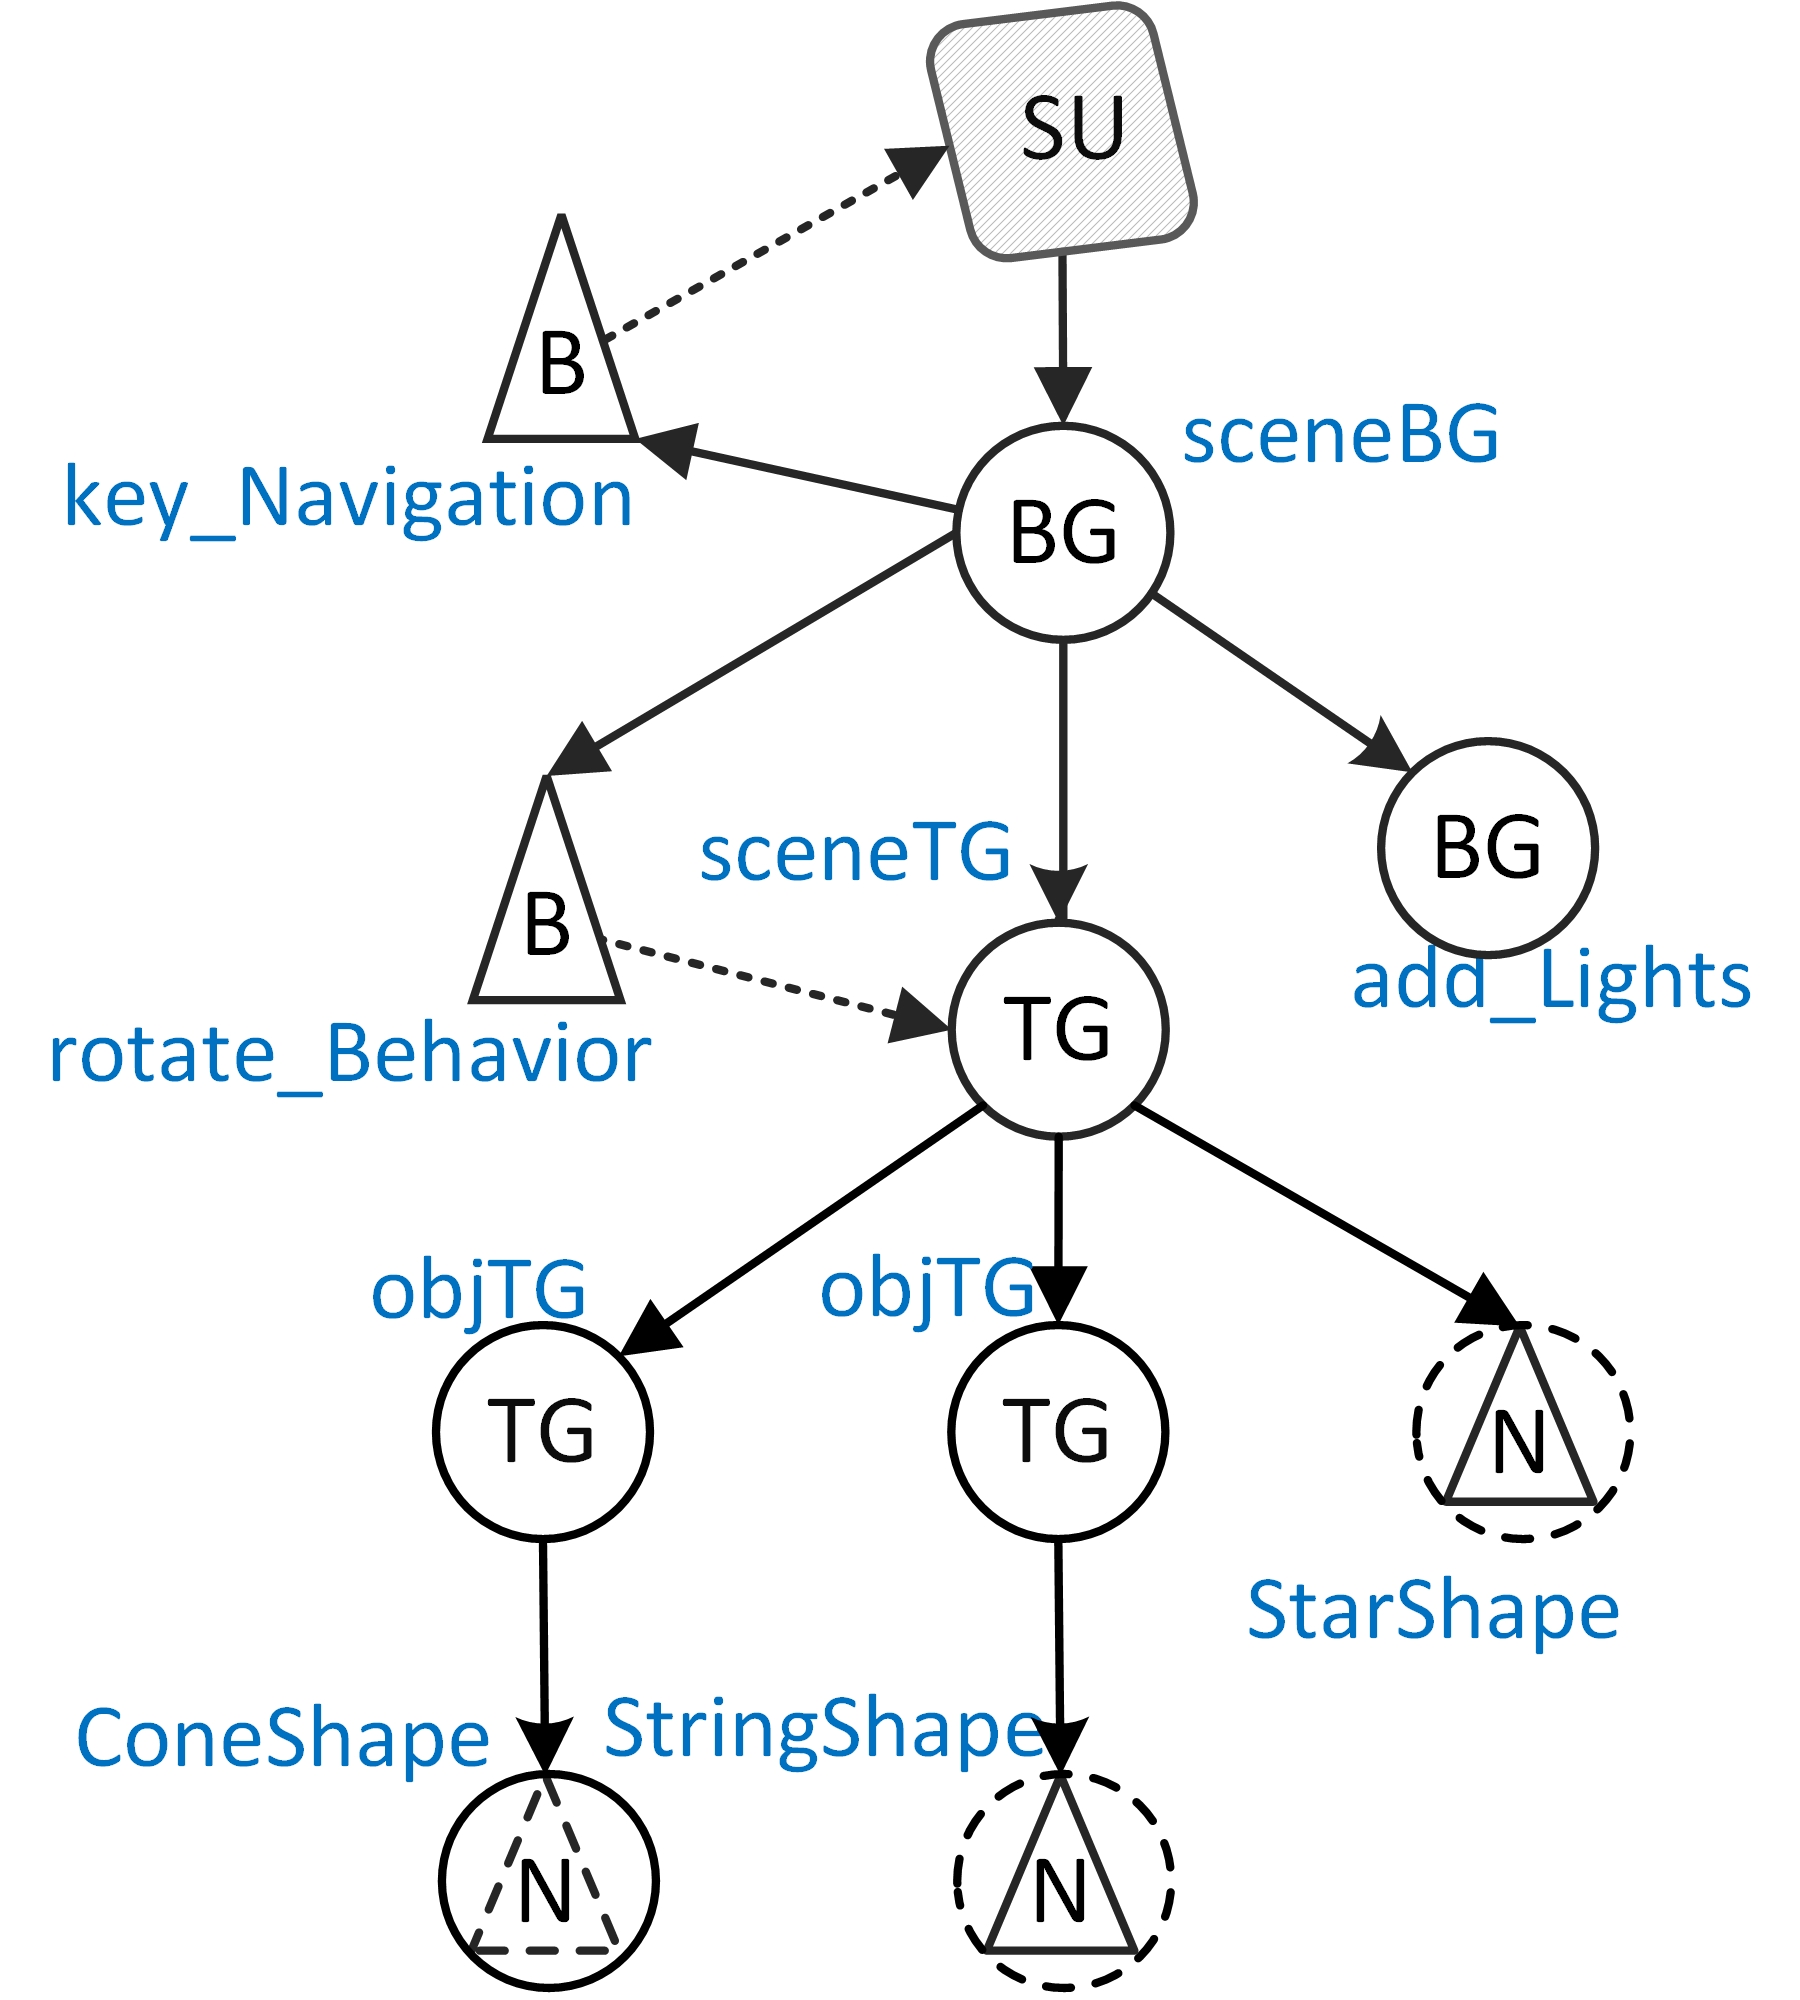 SU
B
key_Navigation
sceneBG
BG
sceneTG
B
rotate_Behavior
BG
add_Lights
TG
objTG
objTG
TG
TG
N
StarShape
ConeShape
StringShape
N
N